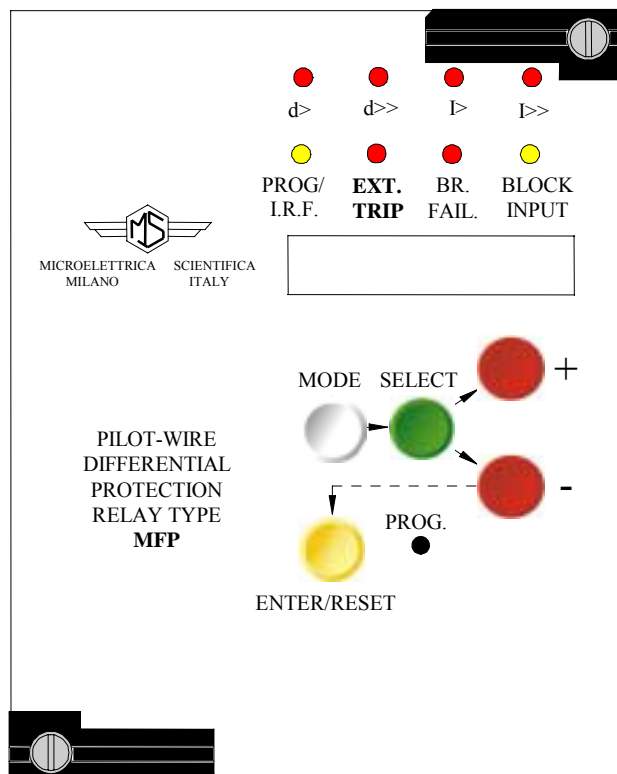 d> d>> I> I>>
PROG/ EXT. BR. BLOCK
I.R.F. TRIP FAIL. INPUT
MS
MICROELETTRICA SCIENTIFICA
MILANO ITALY
+
MODE SELECT
PILOT-WIRE
DIFFERENTIAL
PROTECTION
RELAY TYPE
MFP
-
PROG.
ENTER/RESET